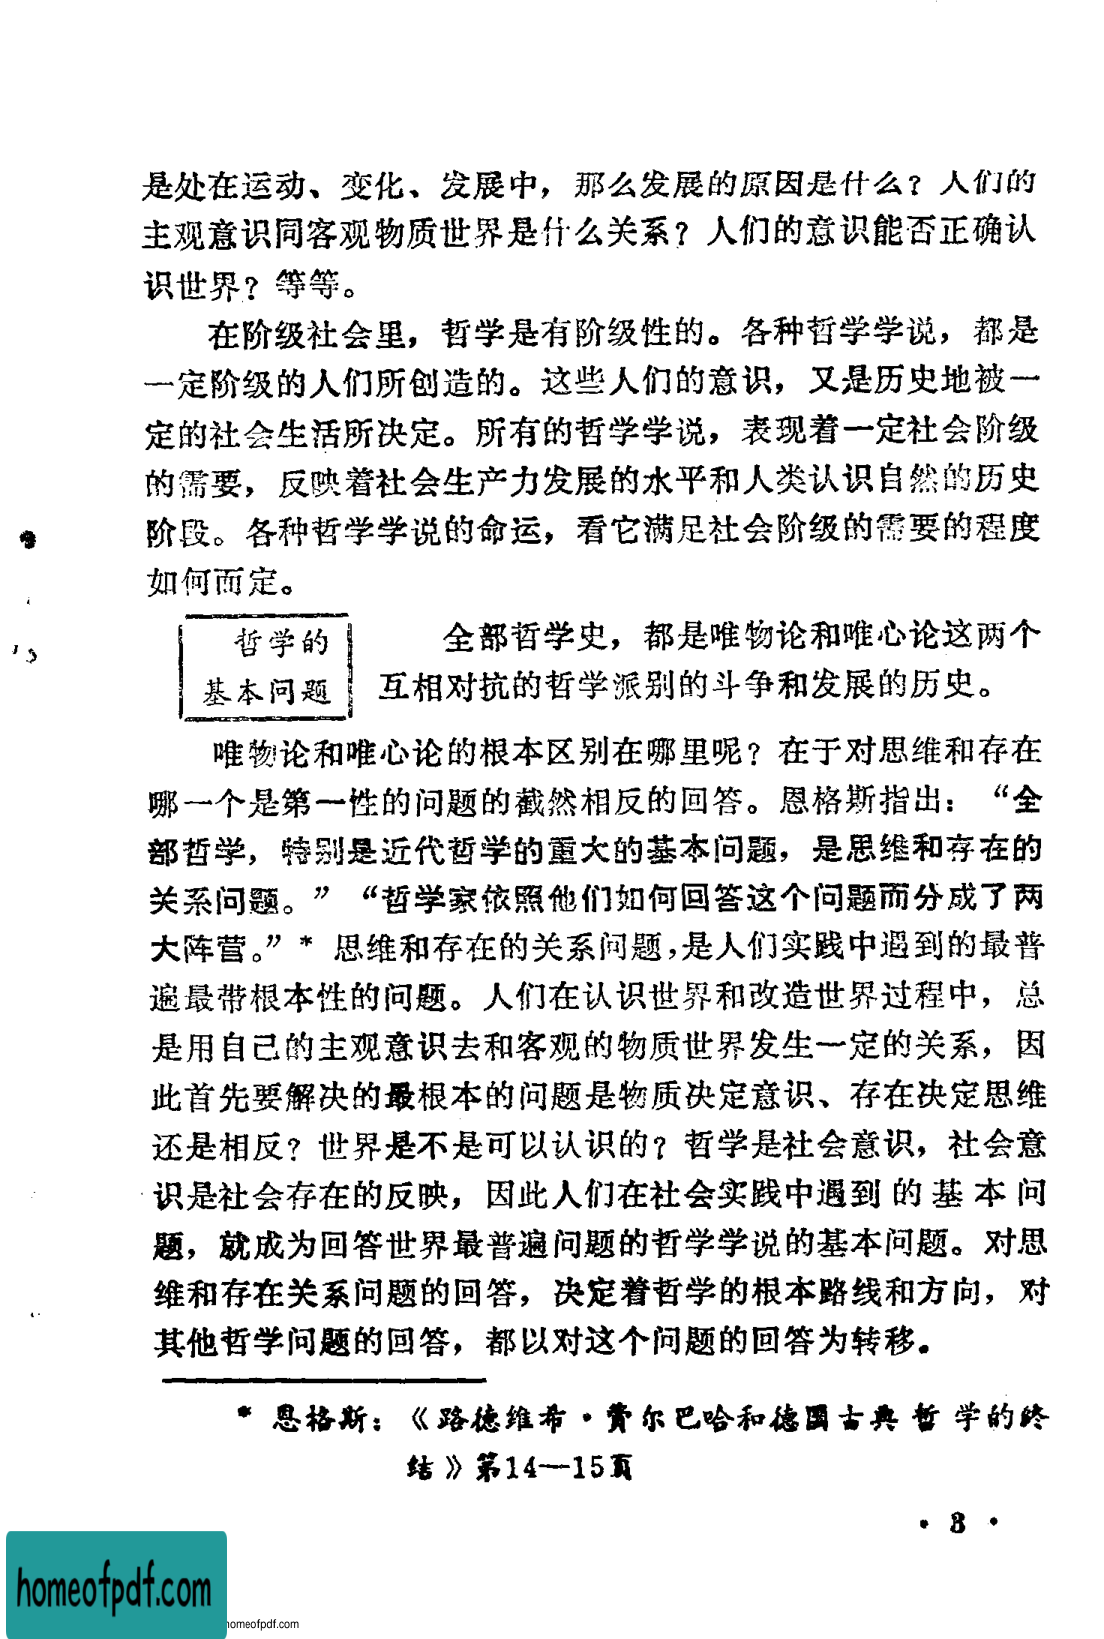 是处在运动、变化、发展中，那么发展的原因是什么？人们的
主观意识同客观物质世界是什么关系？人们的意识能否正确认
识世界？等等。
在阶级社会里，哲学是有阶级性的。各种哲学学说，都是
一定阶级的人们所创造的。这些人们的意识，又是历史地被一
定的社会生活所决定。所有的哲学学说，表现着一定社会阶级
的需要，反映着社会生产力发展的水平和人类认识自然的历史
阶段。各种哲学学说的命运，看它满足社会阶级的需要的程度
如何而定。
哲学的
基本问题
全部哲学史，都是唯物论和唯心论这两个
互相对抗的哲学派别的斗争和发展的历史。
唯物论和唯心论的根本区别在哪里呢？在于对思维和存在
哪一个是第一性的问题的截然相反的回答。恩格斯指出：“全
部哲学，特别是近代哲学的重大的基本问题，是思维和存在的
关系问题。”“哲学家依照他们如何回答这个问题而分成了两
大阵营。”* 思维和存在的关系问题，是人们实践中遇到的最普
遍最带根本性的问题。人们在认识世界和改造世界过程中，总
是用自己的主观意识去和客观的物质世界发生一定的关系，因
此首先要解决的最根本的问题是物质决定意识、存在决定思维
还是相反？世界是不是可以认识的？哲学是社会意识，社会意
识是社会存在的反映，因此人们在社会实践中遇到的基本问
题，就成为回答世界最普遍问题的哲学学说的基本问题。对思
维和存在关系问题的回答，决定着哲学的根本路线和方向，对
其他哲学问题的回答，都以对这个问题的回答为转移。
* 恩格斯：《路德维希·费尔巴哈和德国古典哲学的终
结》第14—15页
· 3 ·
homeofpdf.com
homeofpdf.com